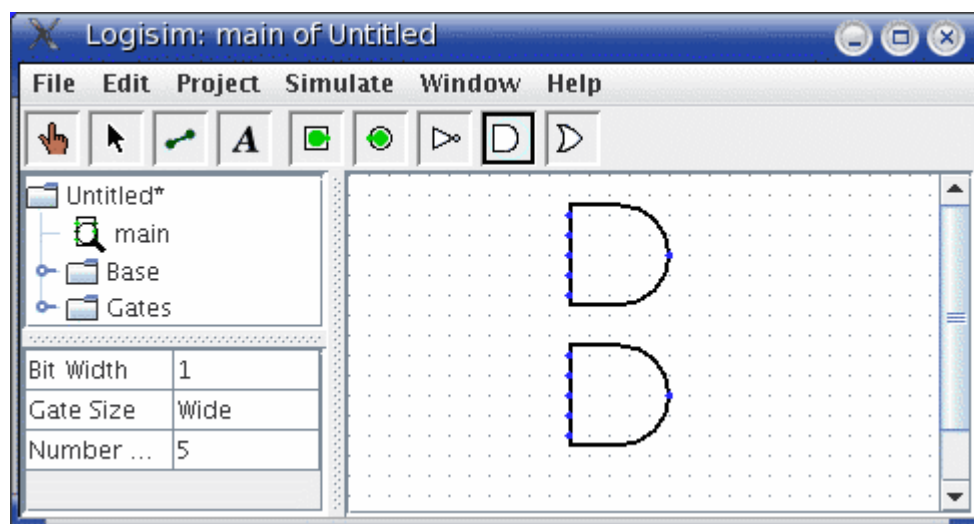 Logisim: main of Untitled
File Edit Project Simulate Window Help
A
Untitled*
main
Base
Gates
Bit Width 1
Gate Size Wide
Number ... 5